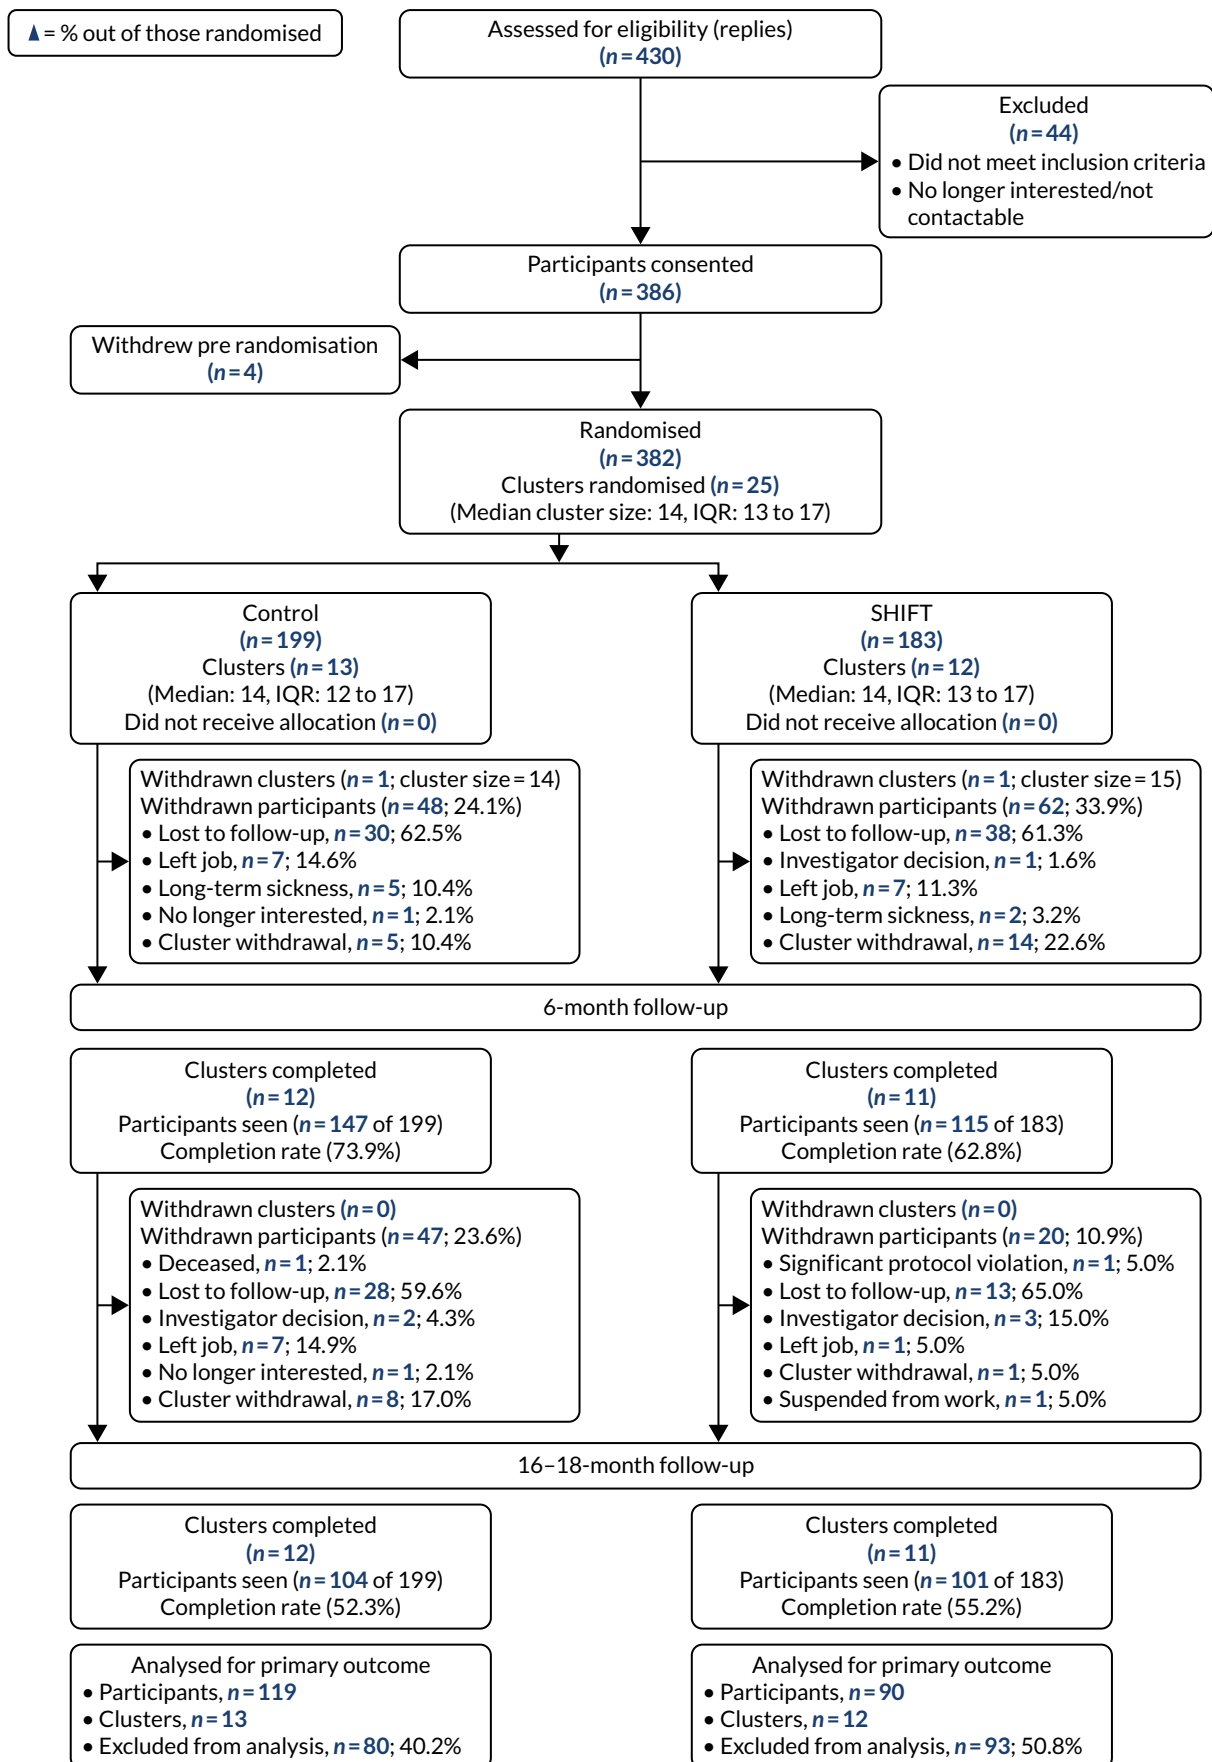 ▲ = % out of those randomised
Assessed for eligibility (replies)
(n = 430)
Excluded
(n = 44)
• Did not meet inclusion criteria
• No longer interested/not
contactable
Participants consented
(n = 386)
Withdrew pre randomisation
(n = 4)
Randomised
(n = 382)
Clusters randomised (n = 25)
(Median cluster size: 14, IQR: 13 to 17)
Control
(n = 199)
Clusters (n = 13)
(Median: 14, IQR: 12 to 17)
Did not receive allocation (n = 0)
SHIFT
(n = 183)
Clusters (n = 12)
(Median: 14, IQR: 13 to 17)
Did not receive allocation (n = 0)
Withdrawn clusters (n = 1; cluster size = 14)
Withdrawn participants (n = 48; 24.1%)
• Lost to follow-up, n = 30; 62.5%
• Left job, n = 7; 14.6%
• Long-term sickness, n = 5; 10.4%
• No longer interested, n = 1; 2.1%
• Cluster withdrawal, n = 5; 10.4%
Withdrawn clusters (n = 1; cluster size = 15)
Withdrawn participants (n = 62; 33.9%)
• Lost to follow-up, n = 38; 61.3%
• Investigator decision, n = 1; 1.6%
• Left job, n = 7; 11.3%
• Long-term sickness, n = 2; 3.2%
• Cluster withdrawal, n = 14; 22.6%
6-month follow-up
Clusters completed
(n = 12)
Participants seen (n = 147 of 199)
Completion rate (73.9%)
Clusters completed
(n = 11)
Participants seen (n = 115 of 183)
Completion rate (62.8%)
Withdrawn clusters (n = 0)
Withdrawn participants (n = 47; 23.6%)
• Deceased, n = 1; 2.1%
• Lost to follow-up, n = 28; 59.6%
• Investigator decision, n = 2; 4.3%
• Left job, n = 7; 14.9%
• No longer interested, n = 1; 2.1%
• Cluster withdrawal, n = 8; 17.0%
Withdrawn clusters (n = 0)
Withdrawn participants (n = 20; 10.9%)
• Significant protocol violation, n = 1; 5.0%
• Lost to follow-up, n = 13; 65.0%
• Investigator decision, n = 3; 15.0%
• Left job, n = 1; 5.0%
• Cluster withdrawal, n = 1; 5.0%
• Suspended from work, n = 1; 5.0%
16–18-month follow-up
Clusters completed
(n = 12)
Participants seen (n = 104 of 199)
Completion rate (52.3%)
Clusters completed
(n = 11)
Participants seen (n = 101 of 183)
Completion rate (55.2%)
Analysed for primary outcome
• Participants, n = 119
• Clusters, n = 13
• Excluded from analysis, n = 80; 40.2%
Analysed for primary outcome
• Participants, n = 90
• Clusters, n = 12
• Excluded from analysis, n = 93; 50.8%